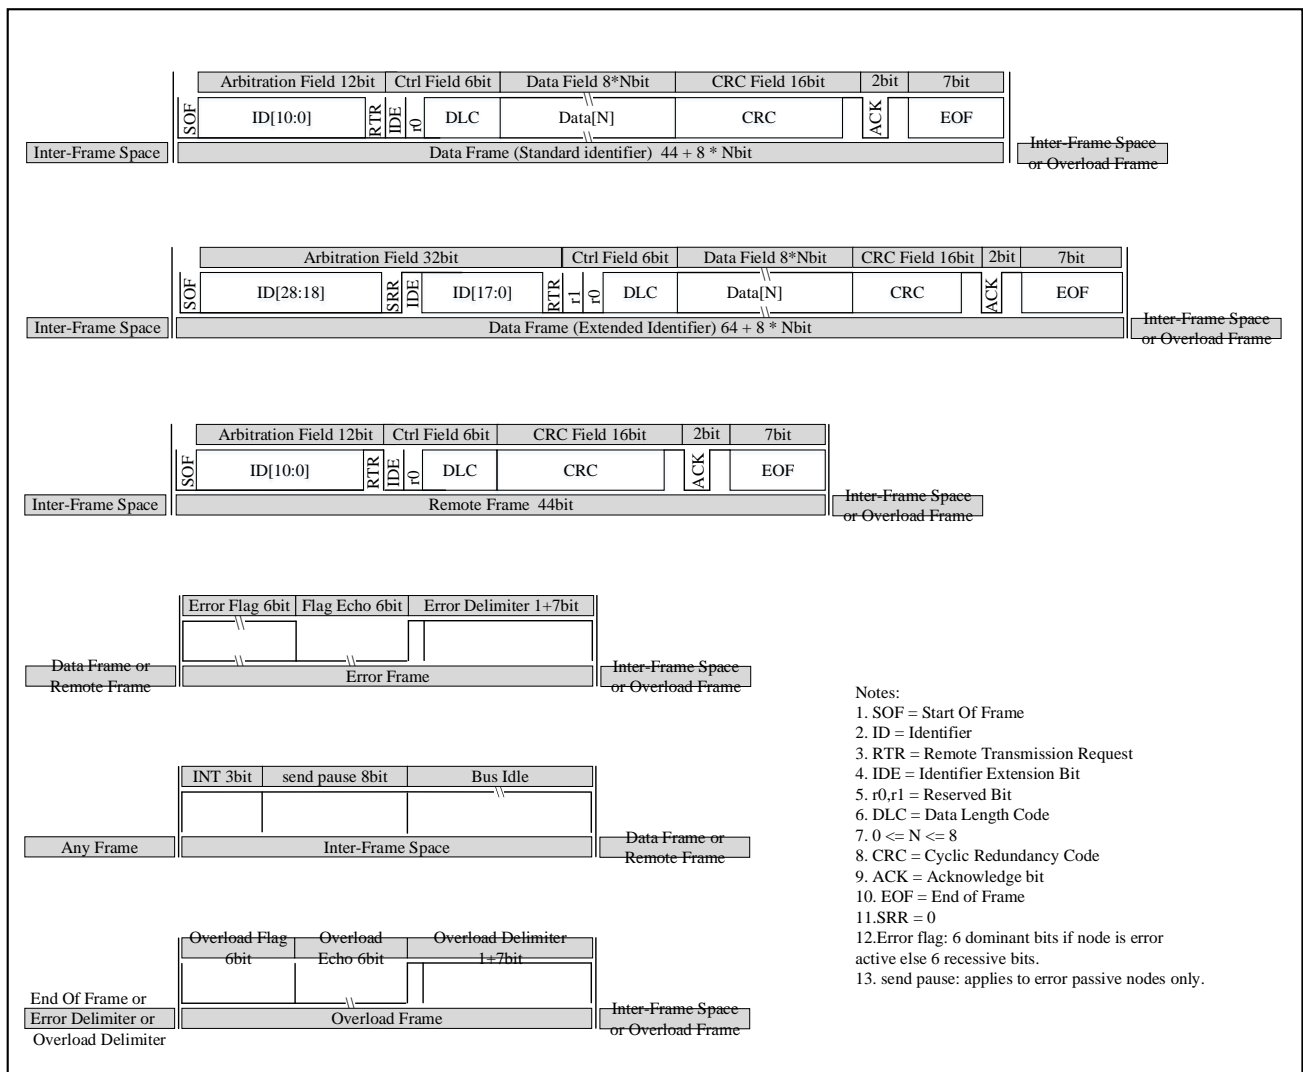 Arbitration Field 12bit Ctrl Field 6bit Data Field 8*Nbit CRC Field 16bit 2bit 7bit
SOF ID[10:0] RTR IDE r0 DLC Data[N] CRC ACK EOF
Inter-Frame Space Data Frame (Standard identifier) 44 + 8 * Nbit Inter-Frame Space
or Overload Frame
Arbitration Field 32bit Ctrl Field 6bit Data Field 8*Nbit CRC Field 16bit 2bit 7bit
SOF ID[28:18] SRR IDE ID[17:0] RTR r1 r0 DLC Data[N] CRC ACK EOF
Inter-Frame Space Data Frame (Extended Identifier) 64 + 8 * Nbit Inter-Frame Space
or Overload Frame
Arbitration Field 12bit Ctrl Field 6bit CRC Field 16bit 2bit 7bit
SOF ID[10:0] RTR IDE r0 DLC CRC ACK EOF
Inter-Frame Space Remote Frame 44bit Inter-Frame Space
or Overload Frame
Error Flag 6bit Flag Echo 6bit Error Delimiter 1+7bit
Data Frame or
Remote Frame
Error Frame
Inter-Frame Space
or Overload Frame
INT 3bit send pause 8bit Bus Idle
Any Frame Inter-Frame Space Data Frame or
Remote Frame
Overload Flag
6bit
Overload
Echo 6bit
Overload Delimiter
1+7bit
End Of Frame or
Error Delimiter or
Overload Delimiter
Overload Frame
Inter-Frame Space
or Overload Frame
Notes:
1. SOF = Start Of Frame
2. ID = Identifier
3. RTR = Remote Transmission Request
4. IDE = Identifier Extension Bit
5. r0,r1 = Reserved Bit
6. DLC = Data Length Code
7. 0 <= N <= 8
8. CRC = Cyclic Redundancy Code
9. ACK = Acknowledge bit
10. EOF = End of Frame
11.SRR = 0
12.Error flag: 6 dominant bits if node is error
active else 6 recessive bits.
13. send pause: applies to error passive nodes only.